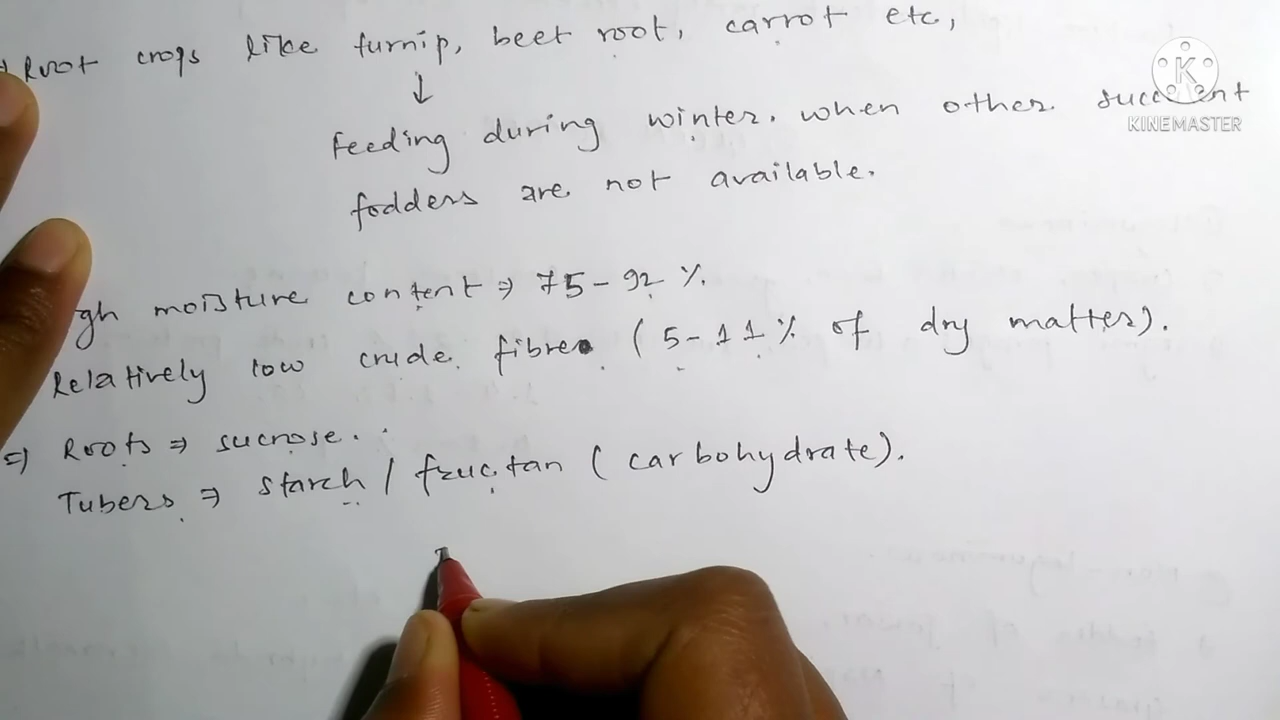 Root crops like turnip, beet root, carrot etc,
↓
Feeding during winter. when other succulent
KINEMASTER
fodders are not available.
gh moisture content ⇒ 75-92 %.
Relatively low crude fibre (5-11% of dry matter).
⇒ Roots ⇒ sucrose.
Tubers ⇒ starch / fructan (carbohydrate).